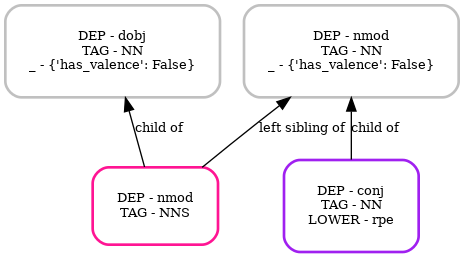 DEP - dobj
TAG - NN
_ - {'has_valence': False}
DEP - nmod
TAG - NN
_ - {'has_valence': False}
child of
left sibling of
child of
DEP - nmod
TAG - NNS
DEP - conj
TAG - NN
LOWER - rpe